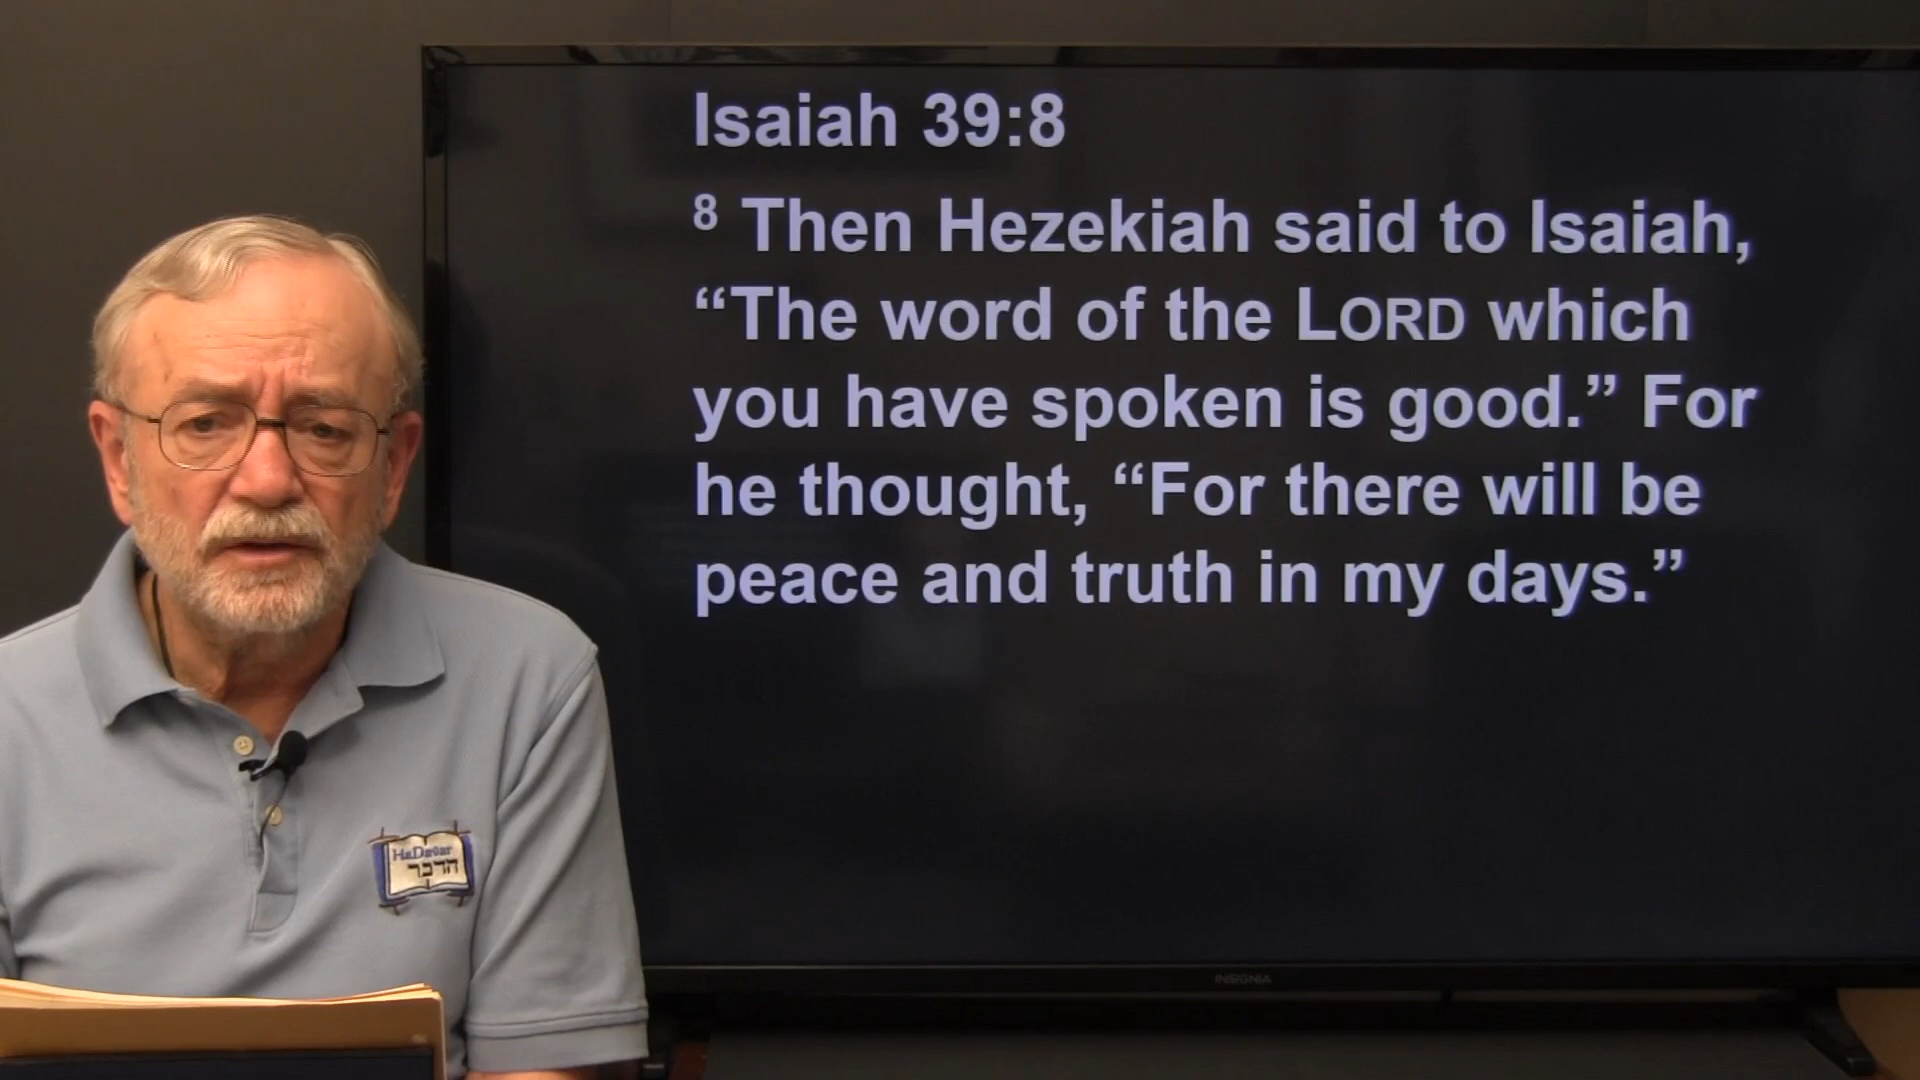 Isaiah 39:8
8 Then Hezekiah said to Isaiah,
“The word of the LORD which
you have spoken is good.” For
he thought, “For there will be
peace and truth in my days.”
HaDavar
הדבר
INSIGNIA